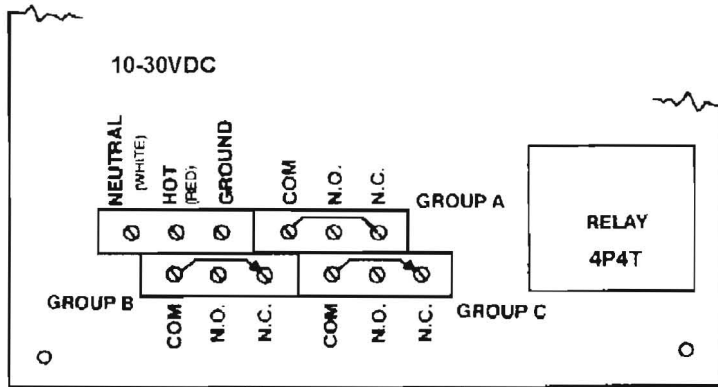 10-30VDC
NEUTRAL
(WHITE)
HOT
(RED)
GROUND
COM
N.O.
N.C.
GROUP A
RELAY
4P4T
GROUP B
COM
N.O.
N.C.
COM
N.O.
N.C.
GROUP C